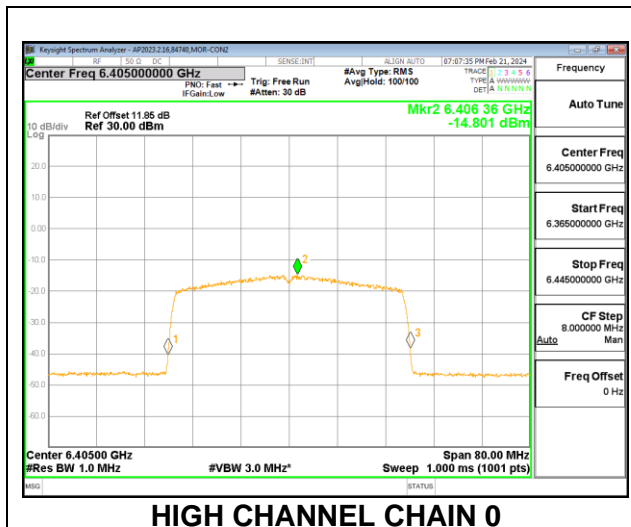 Keysight Spectrum Analyzer - AP2023.2.16,84740,MOR-CON2
RF 50 Ω DC SENSE:INT ALIGN AUTO 07:07:35 PM Feb 21, 2024
Center Freq 6.405000000 GHz
PNO: Fast
IFGain:Low
Trig: Free Run
#Atten: 30 dB
#Avg Type: RMS
Avg|Hold: 100/100
TRACE 1 2 3 4 5 6
TYPE A WWWWW
DET A N N N N N
Ref Offset 11.85 dB
Ref 30.00 dBm
10 dB/div
Log
Mkr2 6.406 36 GHz
-14.801 dBm
20.0
10.0
0.00
-10.0
-20.0
-30.0
-40.0
-50.0
-60.0
1
2
3
Center 6.40500 GHz
Span 80.00 MHz
#Res BW 1.0 MHz
#VBW 3.0 MHz*
Sweep 1.000 ms (1001 pts)
MSG
STATUS
Frequency
Auto Tune
Center Freq
6.405000000 GHz
Start Freq
6.365000000 GHz
Stop Freq
6.445000000 GHz
CF Step
8.000000 MHz
Auto Man
Freq Offset
0 Hz
HIGH CHANNEL CHAIN 0